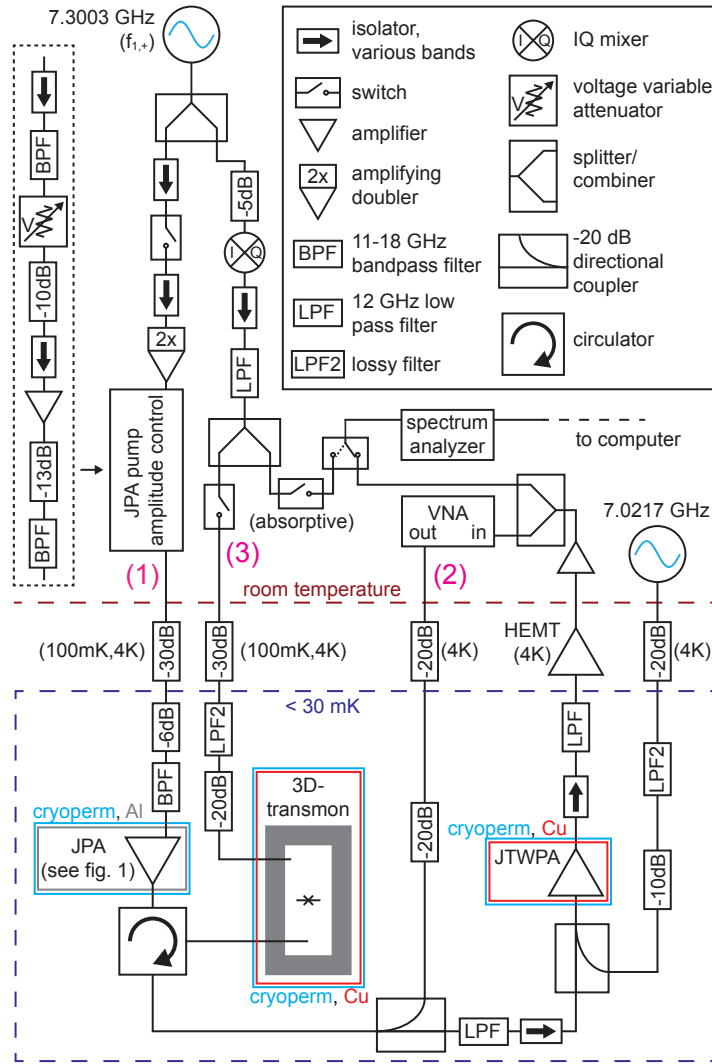 7.3003 GHz
(f1,+)
BPF
V
-10dB
-13dB
BPF
2x
JPA pump
amplitude control
(1)
-5dB
I Q
LPF
(3)
(absorptive)
isolator,
various bands
switch
amplifier
2x
amplifying
doubler
BPF
11-18 GHz
bandpass filter
LPF
12 GHz low
pass filter
LPF2
lossy filter
I Q
IQ mixer
V
voltage variable
attenuator
splitter/
combiner
-20 dB
directional
coupler
circulator
spectrum
analyzer
to computer
VNA
out in
(2)
7.0217 GHz
room temperature
(100mK,4K)
-30dB
-30dB
(100mK,4K)
-20dB
(4K)
HEMT
(4K)
-20dB
(4K)
< 30 mK
-6dB
BPF
LPF2
-20dB
3D-
transmon
cryoperm, Cu
cryoperm, Al
JPA
(see fig. 1)
-20dB
LPF
cryoperm, Cu
JTWPA
LPF2
-10dB
LPF